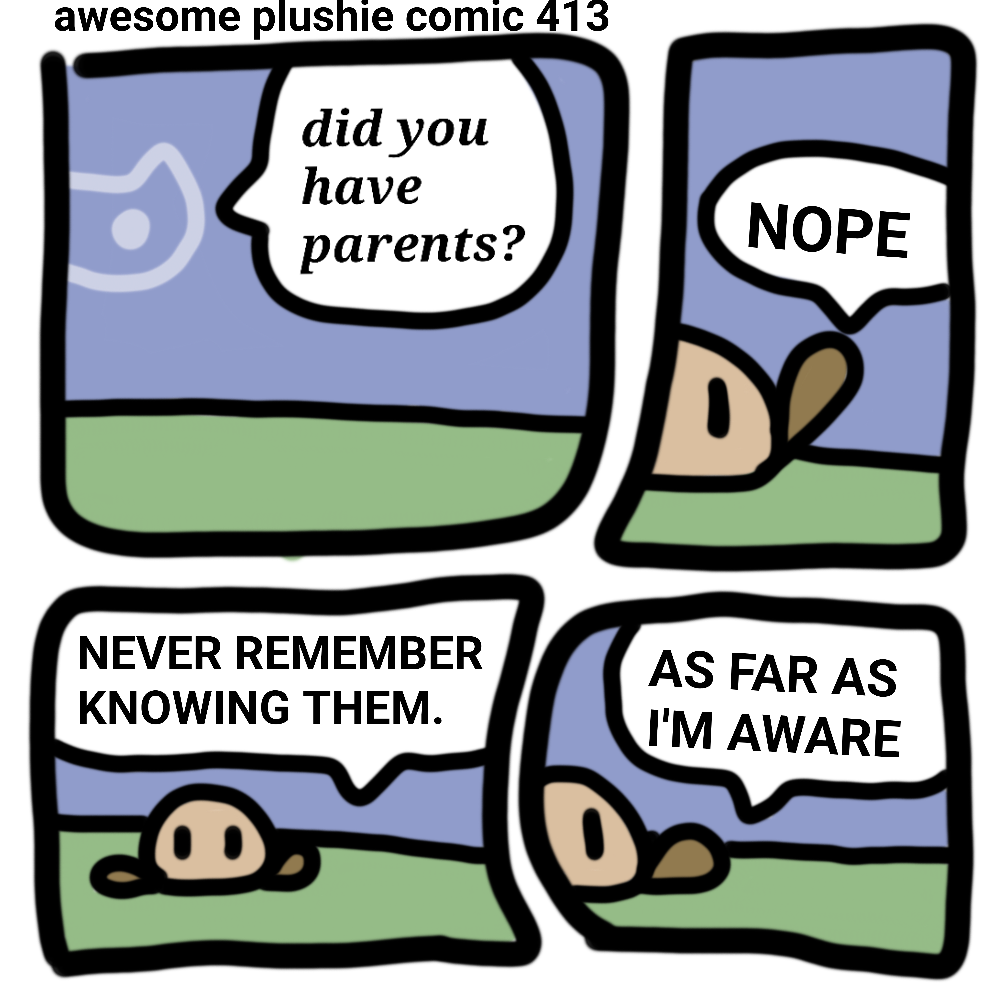 awesome plushie comic 413
did you
have
parents?
NOPE
NEVER REMEMBER
KNOWING THEM.
AS FAR AS
I'M AWARE